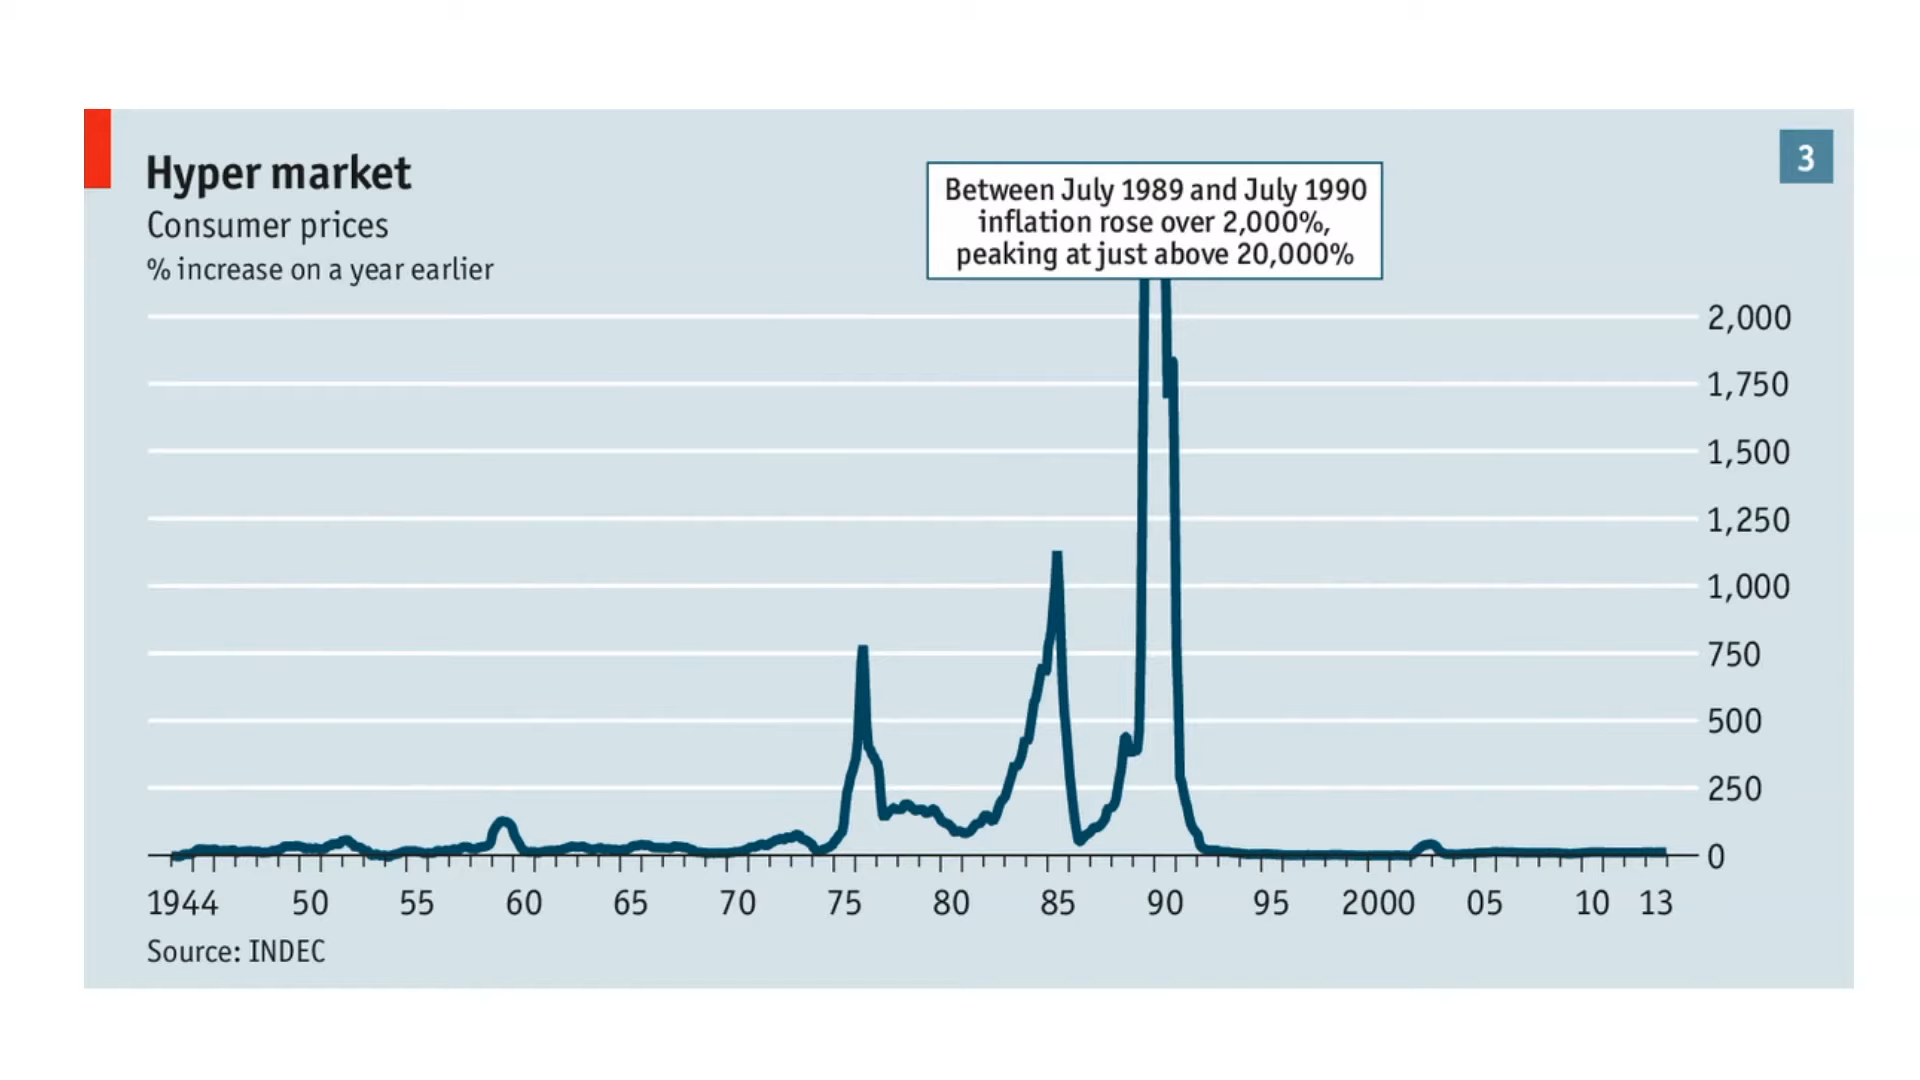 3
Hyper market
Consumer prices
% increase on a year earlier
Between July 1989 and July 1990
inflation rose over 2,000%,
peaking at just above 20,000%
2,000
1,750
1,500
1,250
1,000
750
500
250
0
1944 50 55 60 65 70 75 80 85 90 95 2000 05 10 13
Source: INDEC